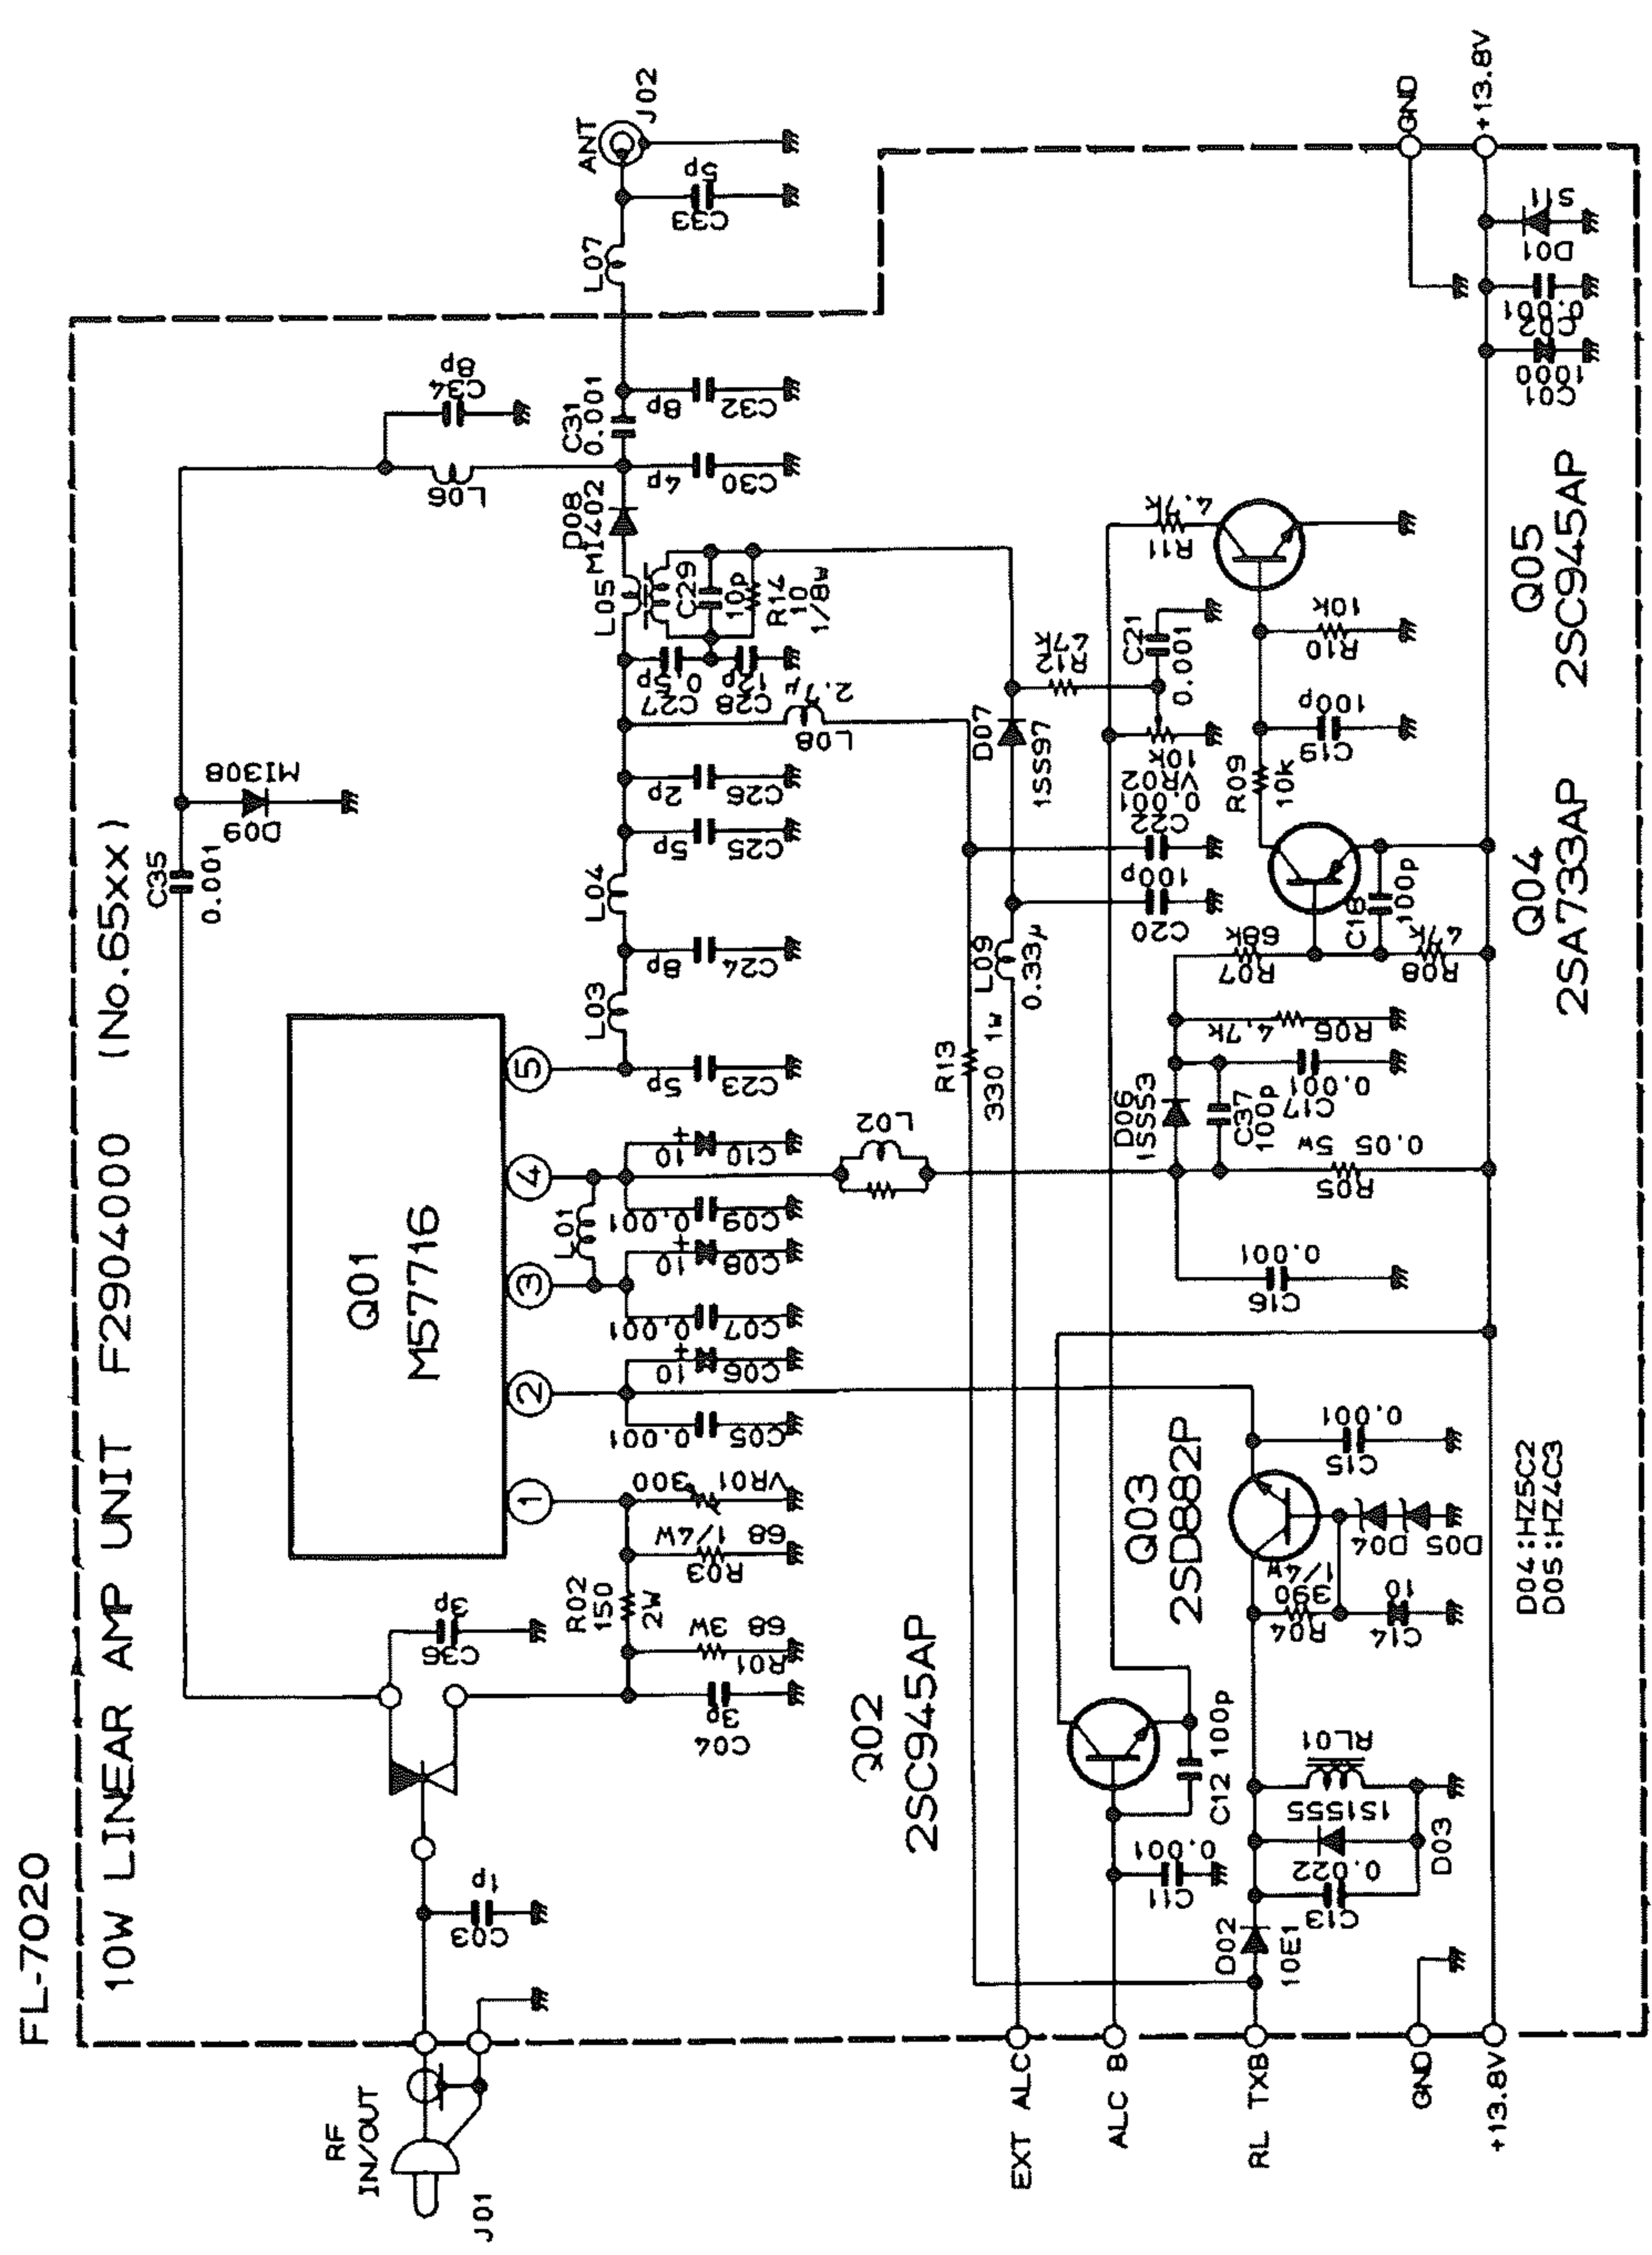 FL-7020
10W LINEAR AMP UNIT F2904000 (No.65xx)
RF
IN/OUT
J01
C03
1p
C36
3p
C35
0.001
D09
MI308
Q01
M57716
1
2
3
4
5
C04
3p
R01
68 3W
R02
150
2W
R03
68 1/4W
VR01
300
C05
0.001
C06
10
+
C07
0.001
C08
10
+
L01
C09
0.001
C10
10
+
L02
C23
5p
L03
C24
8p
L04
C25
5p
C26
2p
L08
2.7μ
C27
0.5p
C28
12p
L05
C29
10p
R14
10
1/8W
D08
MI402
L06
C34
8p
C30
4p
C31
0.001
C32
8p
L07
C33
5p
ANT
J02
EXT ALC
ALC B
RL TXB
GND
+13.8V
Q02
2SC945AP
C11
0.001
C12 100p
D02
10E1
C13
0.022
D03
1S1555
RL01
R04
390
1/4W
C14
10
D04
D05
Q03
2SD882P
C15
0.001
D04:HZ5C2
D05:HZ4C3
C16
0.001
R05
0.05 5W
D06
1SS53
C37
100p
C17
0.001
R06
4.7k
R07
68k
R08
47k
C18
100p
Q04
2SA733AP
R13
330 1W
L09
0.33μ
C20
100p
C22
0.001
D07
1SS97
VR02
10k
R12
47k
C21
0.001
R09
10k
C19
100p
R10
10k
R11
4.7k
Q05
2SC945AP
C01
1000
C02
0.001
D01
S11
GND
+13.8V